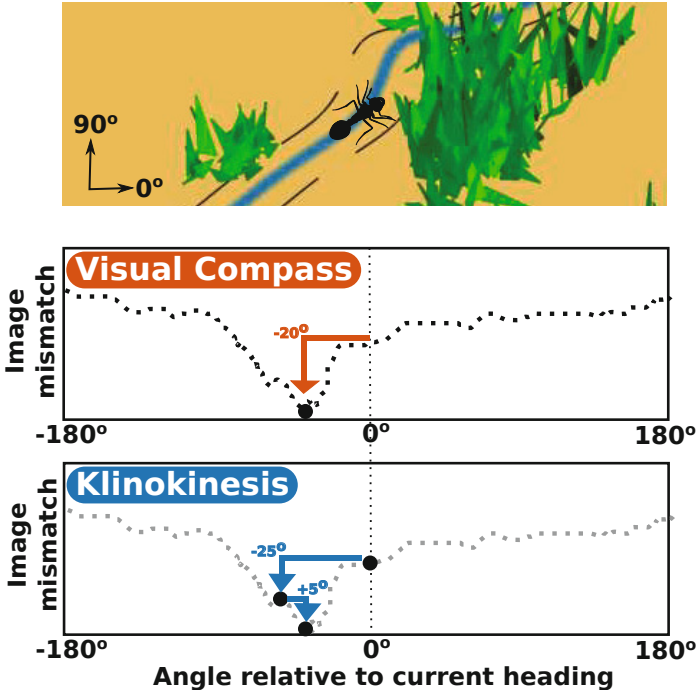 90º
0º
Visual Compass
Image
mismatch
-20º
-180º
0º
180º
Klinokinesis
Image
mismatch
-25º
+5º
-180º
0º
180º
Angle relative to current heading